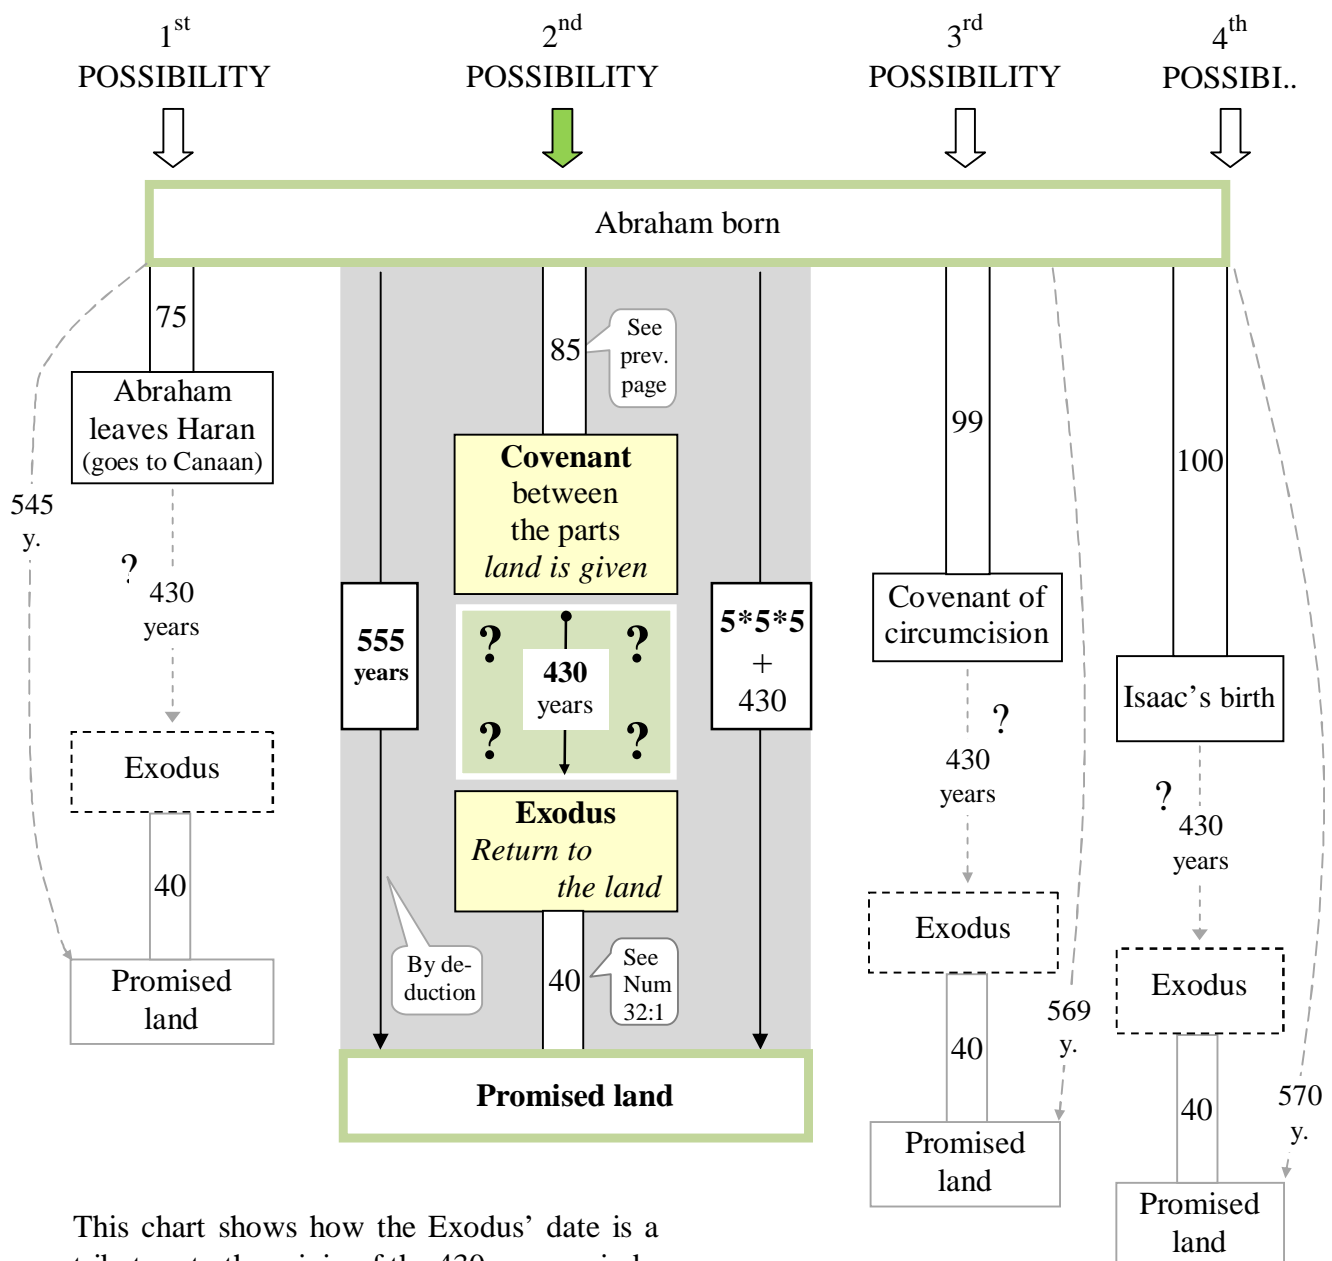 1st
POSSIBILITY
2nd
POSSIBILITY
3rd
POSSIBILITY
4th
POSSIBI..
Abraham born
75
Abraham
leaves Haran
(goes to Canaan)
545
y.
?
430
years
Exodus
40
Promised
land
85
See
prev.
page
Covenant
between
the parts
land is given
555
years
? ?
430
years
? ?
5*5*5
+
430
Exodus
Return to
the land
By de-
duction
40
See
Num
32:1
Promised land
99
Covenant of
circumcision
?
430
years
Exodus
40
569
y.
Promised
land
100
Isaac's birth
?
430
years
Exodus
40
570
y.
Promised
land
This chart shows how the Exodus' date is a